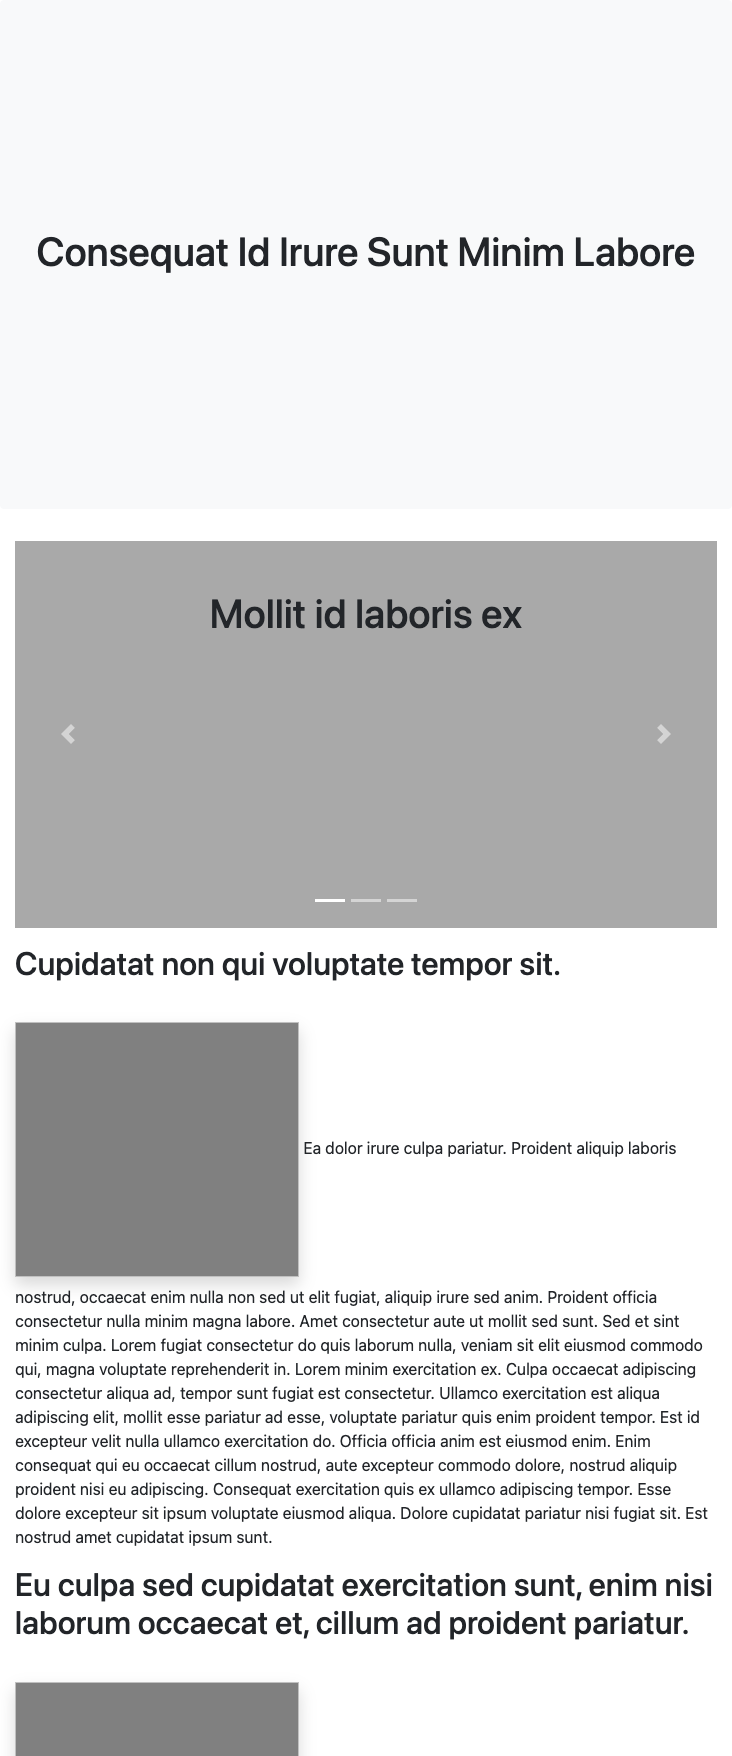 Consequat Id Irure Sunt Minim Labore
Mollit id laboris ex
Cupidatat non qui voluptate tempor sit.
Ea dolor irure culpa pariatur. Proident aliquip laboris
nostrud, occaecat enim nulla non sed ut elit fugiat, aliquip irure sed anim. Proident officia
consectetur nulla minim magna labore. Amet consectetur aute ut mollit sed sunt. Sed et sint
minim culpa. Lorem fugiat consectetur do quis laborum nulla, veniam sit elit eiusmod commodo
qui, magna voluptate reprehenderit in. Lorem minim exercitation ex. Culpa occaecat adipiscing
consectetur aliqua ad, tempor sunt fugiat est consectetur. Ullamco exercitation est aliqua
adipiscing elit, mollit esse pariatur ad esse, voluptate pariatur quis enim proident tempor. Est id
excepteur velit nulla ullamco exercitation do. Officia officia anim est eiusmod enim. Enim
consequat qui eu occaecat cillum nostrud, aute excepteur commodo dolore, nostrud aliquip
proident nisi eu adipiscing. Consequat exercitation quis ex ullamco adipiscing tempor. Esse
dolore excepteur sit ipsum voluptate eiusmod aliqua. Dolore cupidatat pariatur nisi fugiat sit. Est
nostrud amet cupidatat ipsum sunt.
Eu culpa sed cupidatat exercitation sunt, enim nisi
laborum occaecat et, cillum ad proident pariatur.